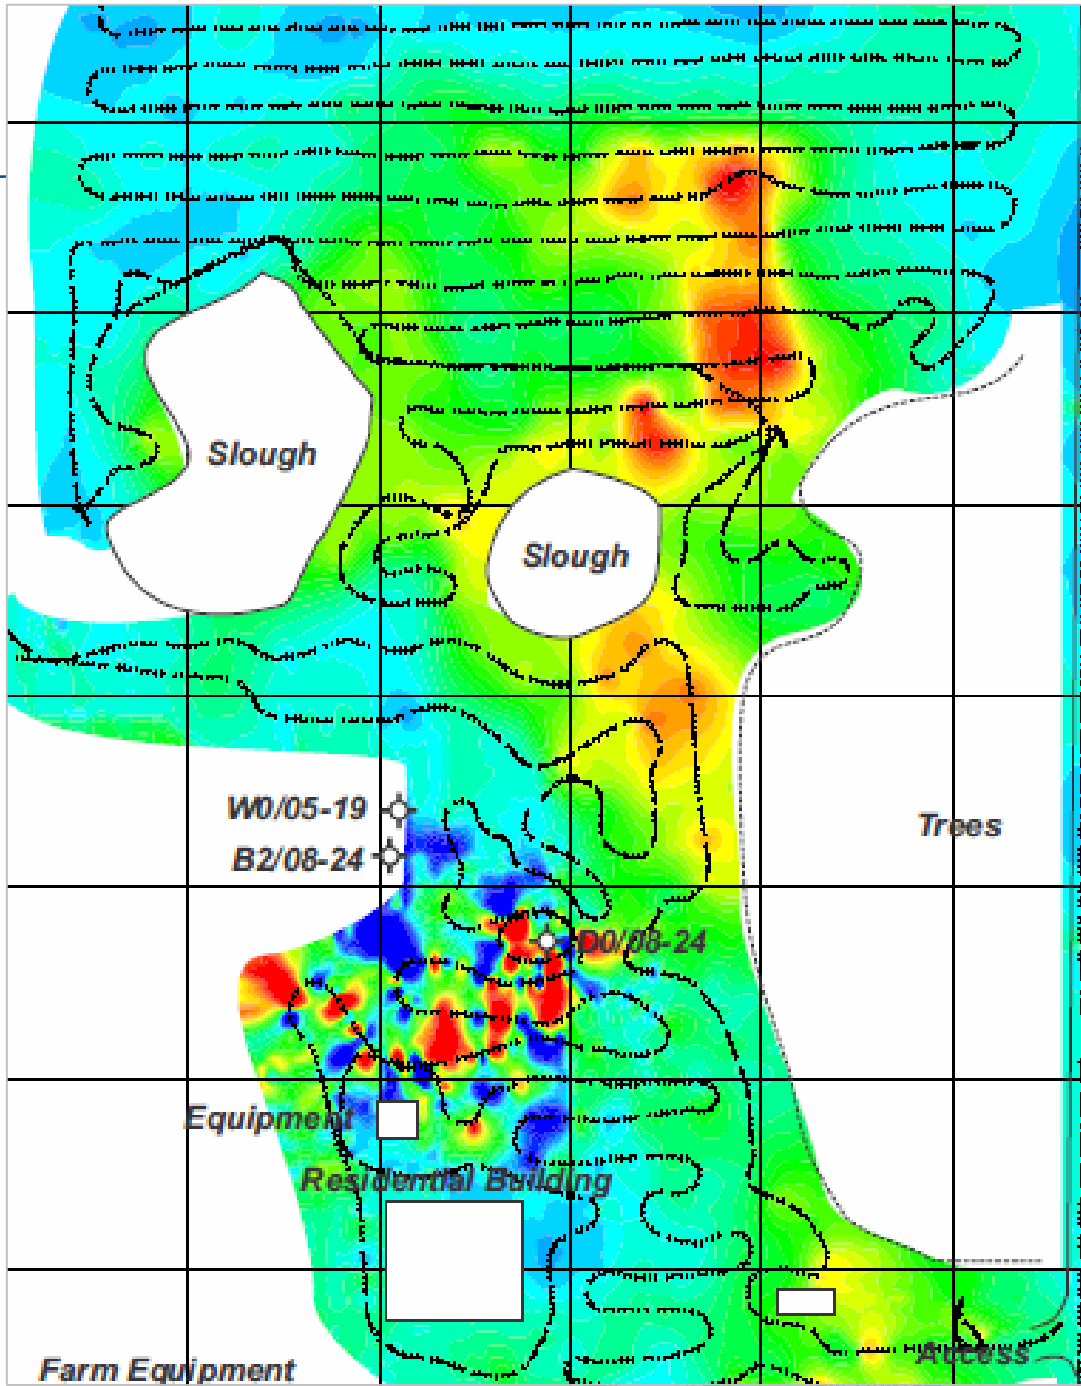 Slough
Slough
W0/05-19
B2/08-24
Trees
D0/08-24
Equipment
Residential Building
Access
Farm Equipment